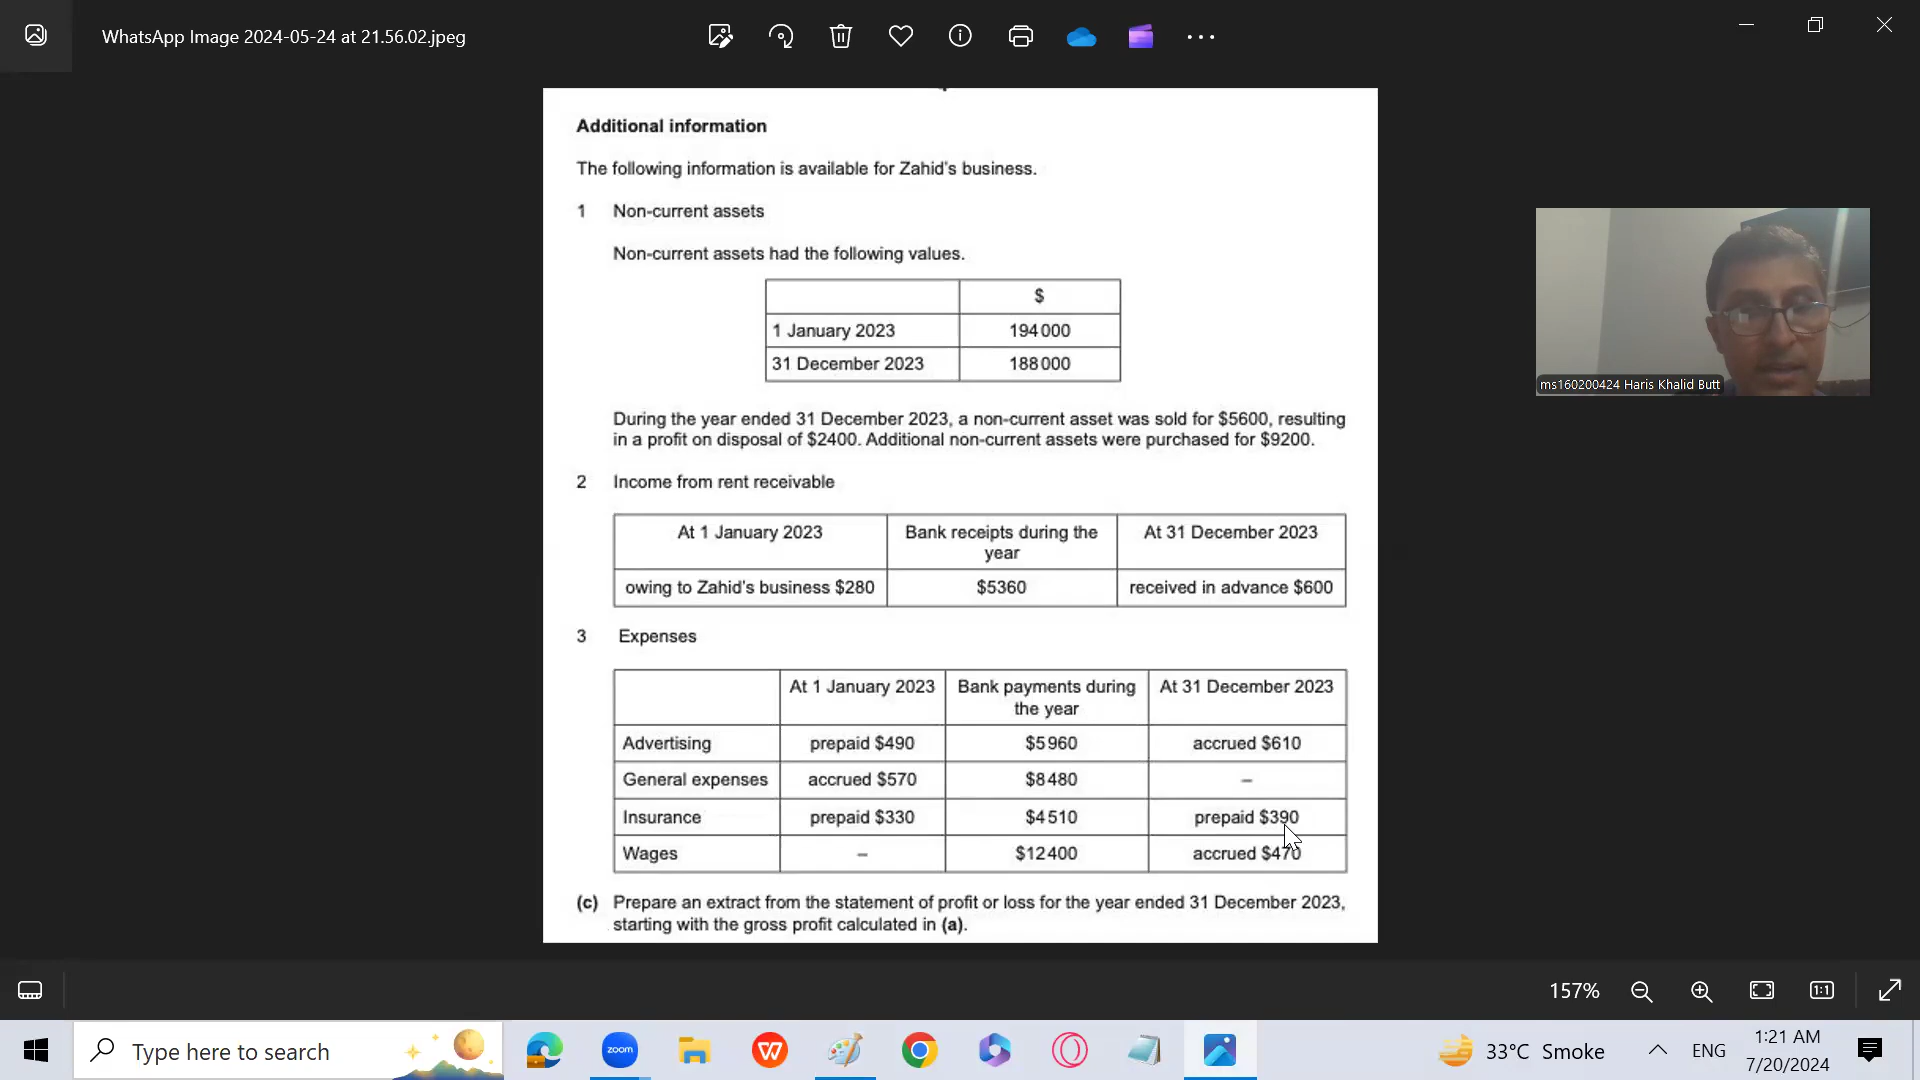 WhatsApp Image 2024-05-24 at 21.56.02.jpeg
Additional information
The following information is available for Zahid's business.
1 Non-current assets
Non-current assets had the following values.
$
1 January 2023 194000
31 December 2023 188000
During the year ended 31 December 2023, a non-current asset was sold for $5600, resulting
in a profit on disposal of $2400. Additional non-current assets were purchased for $9200.
2 Income from rent receivable
At 1 January 2023 Bank receipts during the year At 31 December 2023
owing to Zahid's business $280 $5360 received in advance $600
3 Expenses
At 1 January 2023 Bank payments during the year At 31 December 2023
Advertising prepaid $490 $5960 accrued $610
General expenses accrued $570 $8480 –
Insurance prepaid $330 $4510 prepaid $390
Wages – $12400 accrued $470
(c) Prepare an extract from the statement of profit or loss for the year ended 31 December 2023,
starting with the gross profit calculated in (a).
ms160200424 Haris Khalid Butt
157%
1:1
Type here to search
zoom
33°C Smoke
ENG
1:21 AM
7/20/2024